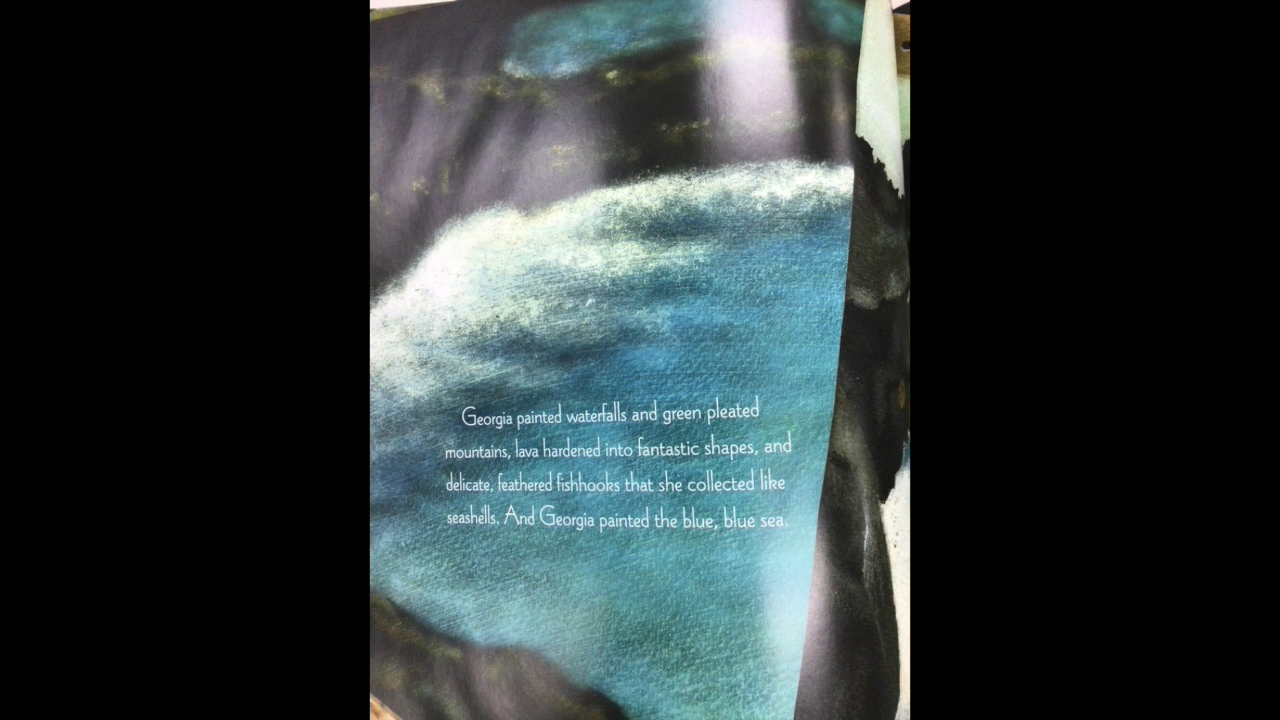 Georgia painted waterfalls and green pleated
mountains, lava hardened into fantastic shapes, and
delicate, feathered fishhooks that she collected like
seashells. And Georgia painted the blue, blue sea.